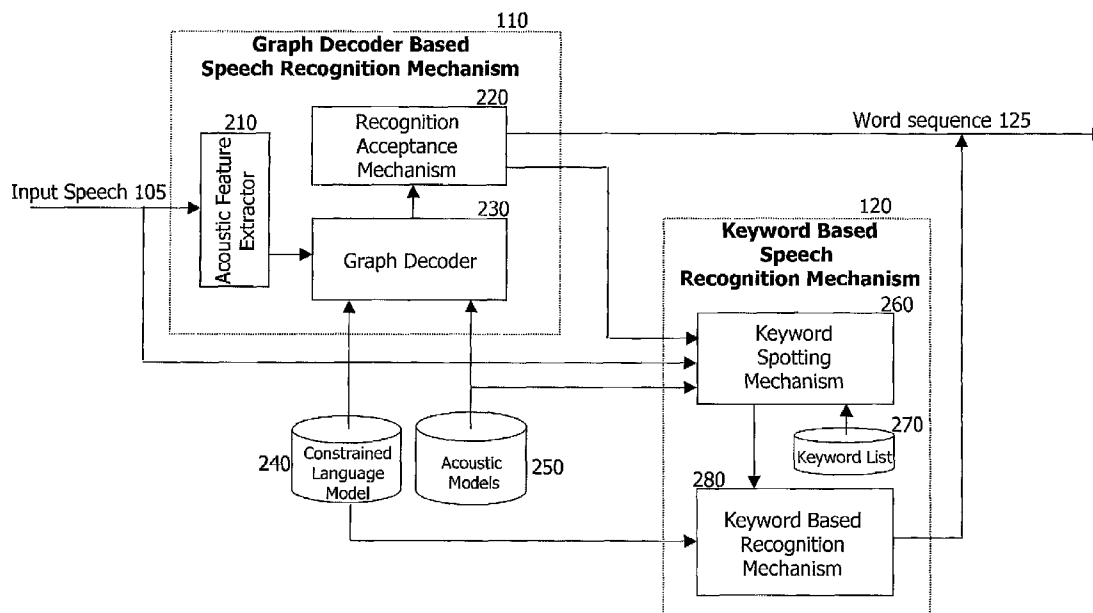 110
Graph Decoder Based
Speech Recognition Mechanism
220
210
Recognition
Acceptance
Mechanism
Word sequence 125
Input Speech 105
Acoustic Feature
Extractor
230
Graph Decoder
120
Keyword Based
Speech
Recognition Mechanism
260
Keyword
Spotting
Mechanism
270
Keyword List
240
Constrained
Language
Model
Acoustic
Models
250
280
Keyword Based
Recognition
Mechanism